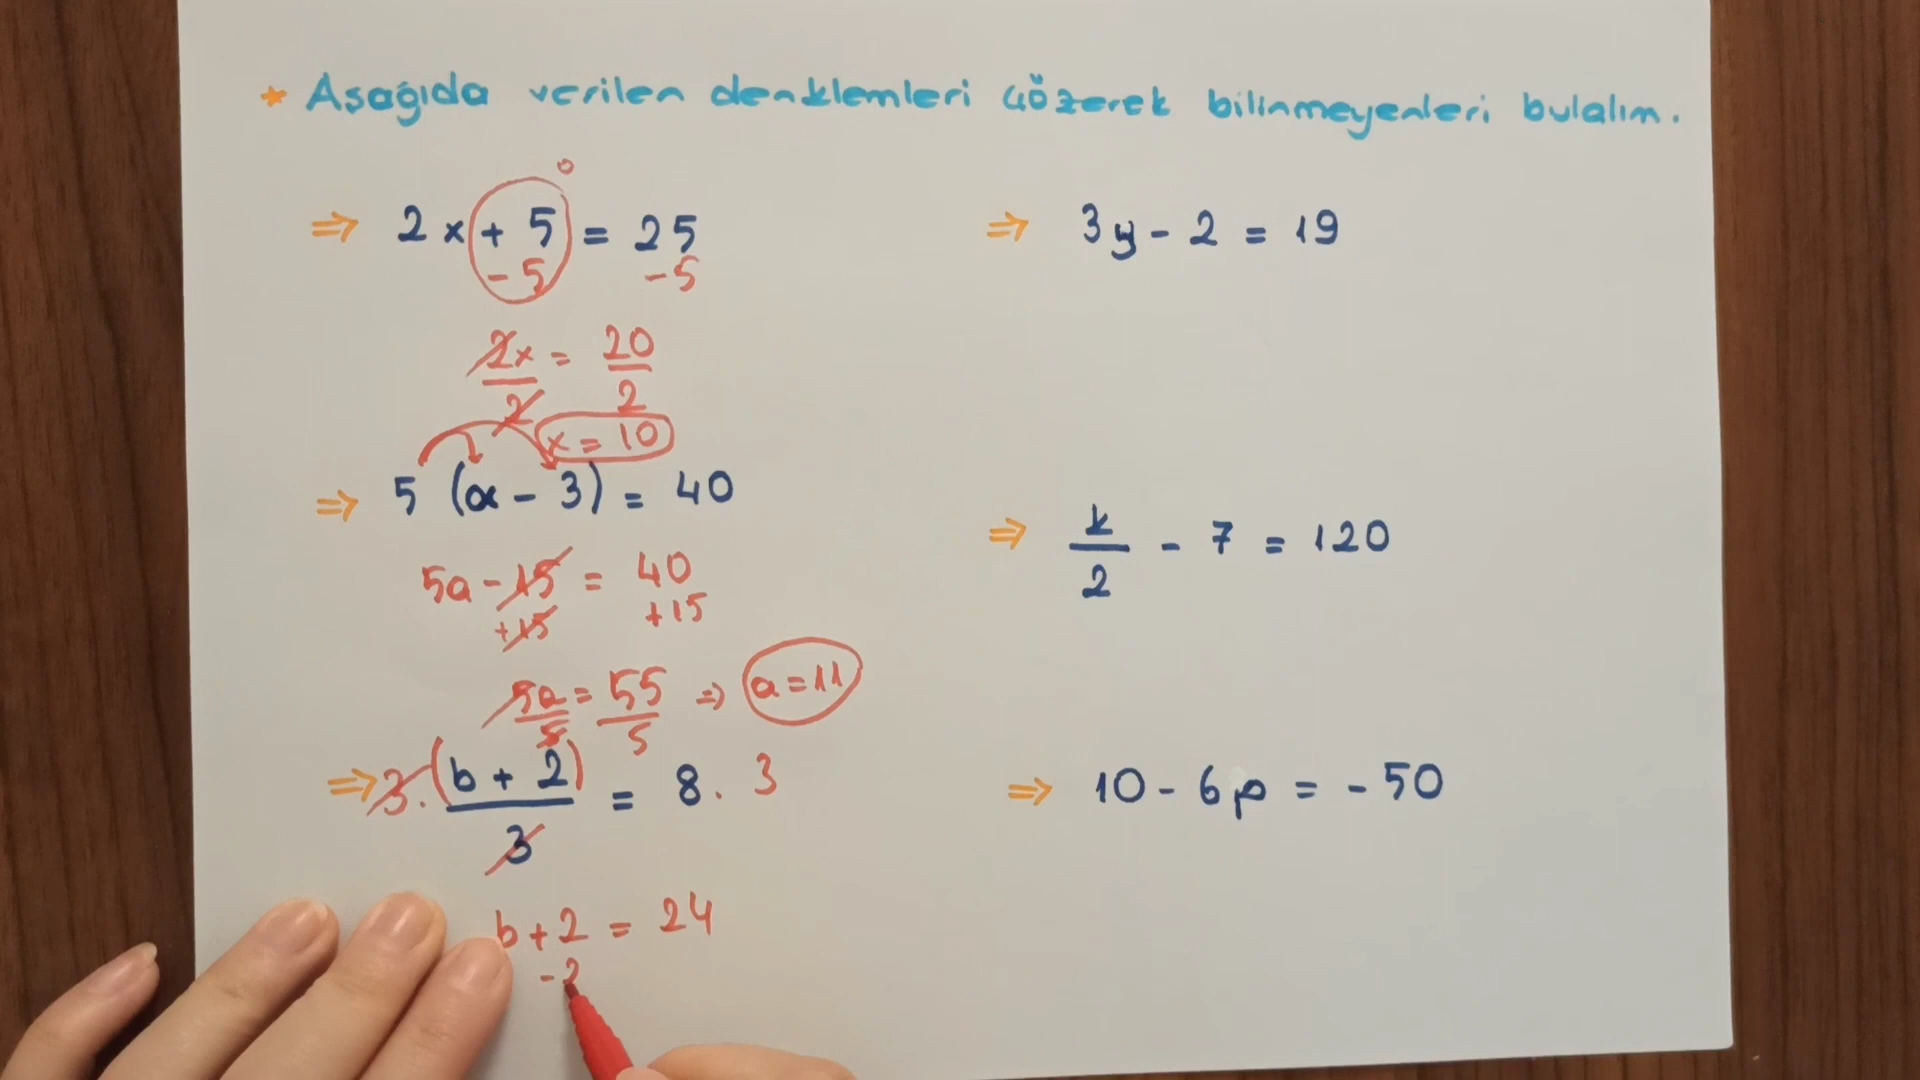 * Aşağıda verilen denklemleri çözerek bilinmeyenleri bulalım.
0
⇒ 2x + 5 = 25
-5 -5
2x = 20
2 2
x = 10
⇒ 5 (a - 3) = 40
5a - 15 = 40
+15 +15
5a = 55 ⇒ a = 11
5 5
⇒ 3. (b + 2) = 8 . 3
3
b + 2 = 24
-2
⇒ 3y - 2 = 19
⇒ k - 7 = 120
2
⇒ 10 - 6p = -50